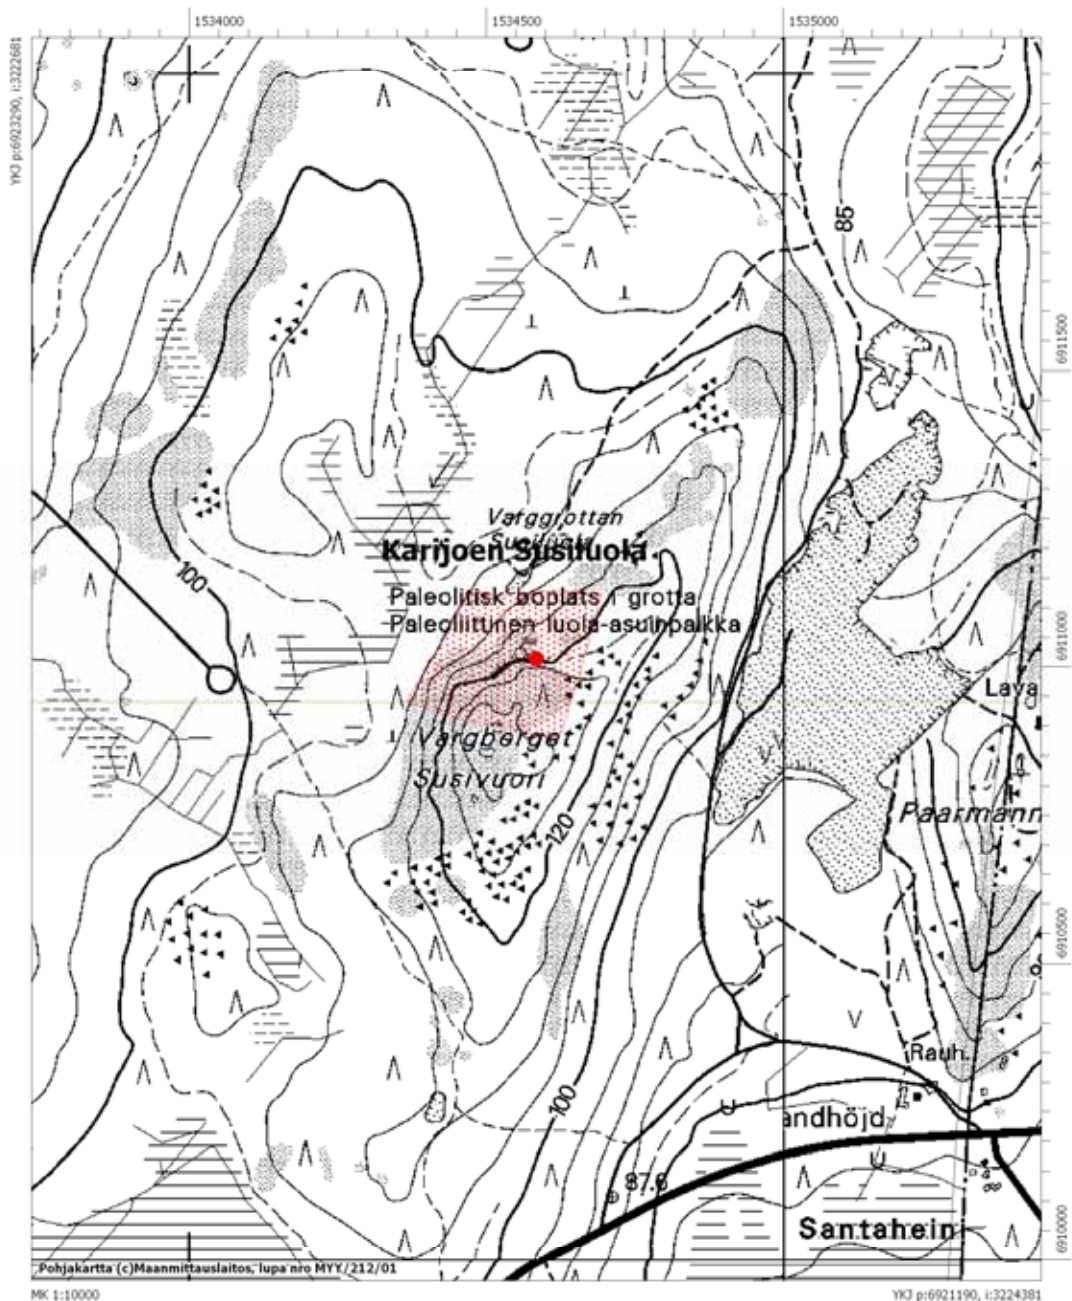 1534000
1534500
1535000
YKJ p:6923290, i:3222681
85
6911500
Varggrottan
Karijoen Susiluola
100
Paleolitisk boplats i grotta
Paleoliittinen luola-asuinpaikka
6911000
Lava
Vargberget
Susivuori
Paarmann
120
6910500
Rauh.
100
andhöjd
87.6
Santahein
6910000
Pohjakartta (c)Maanmittauslaitos, lupa nro MYY/212/01
MK 1:10000
YKJ p:6921190, i:3224381